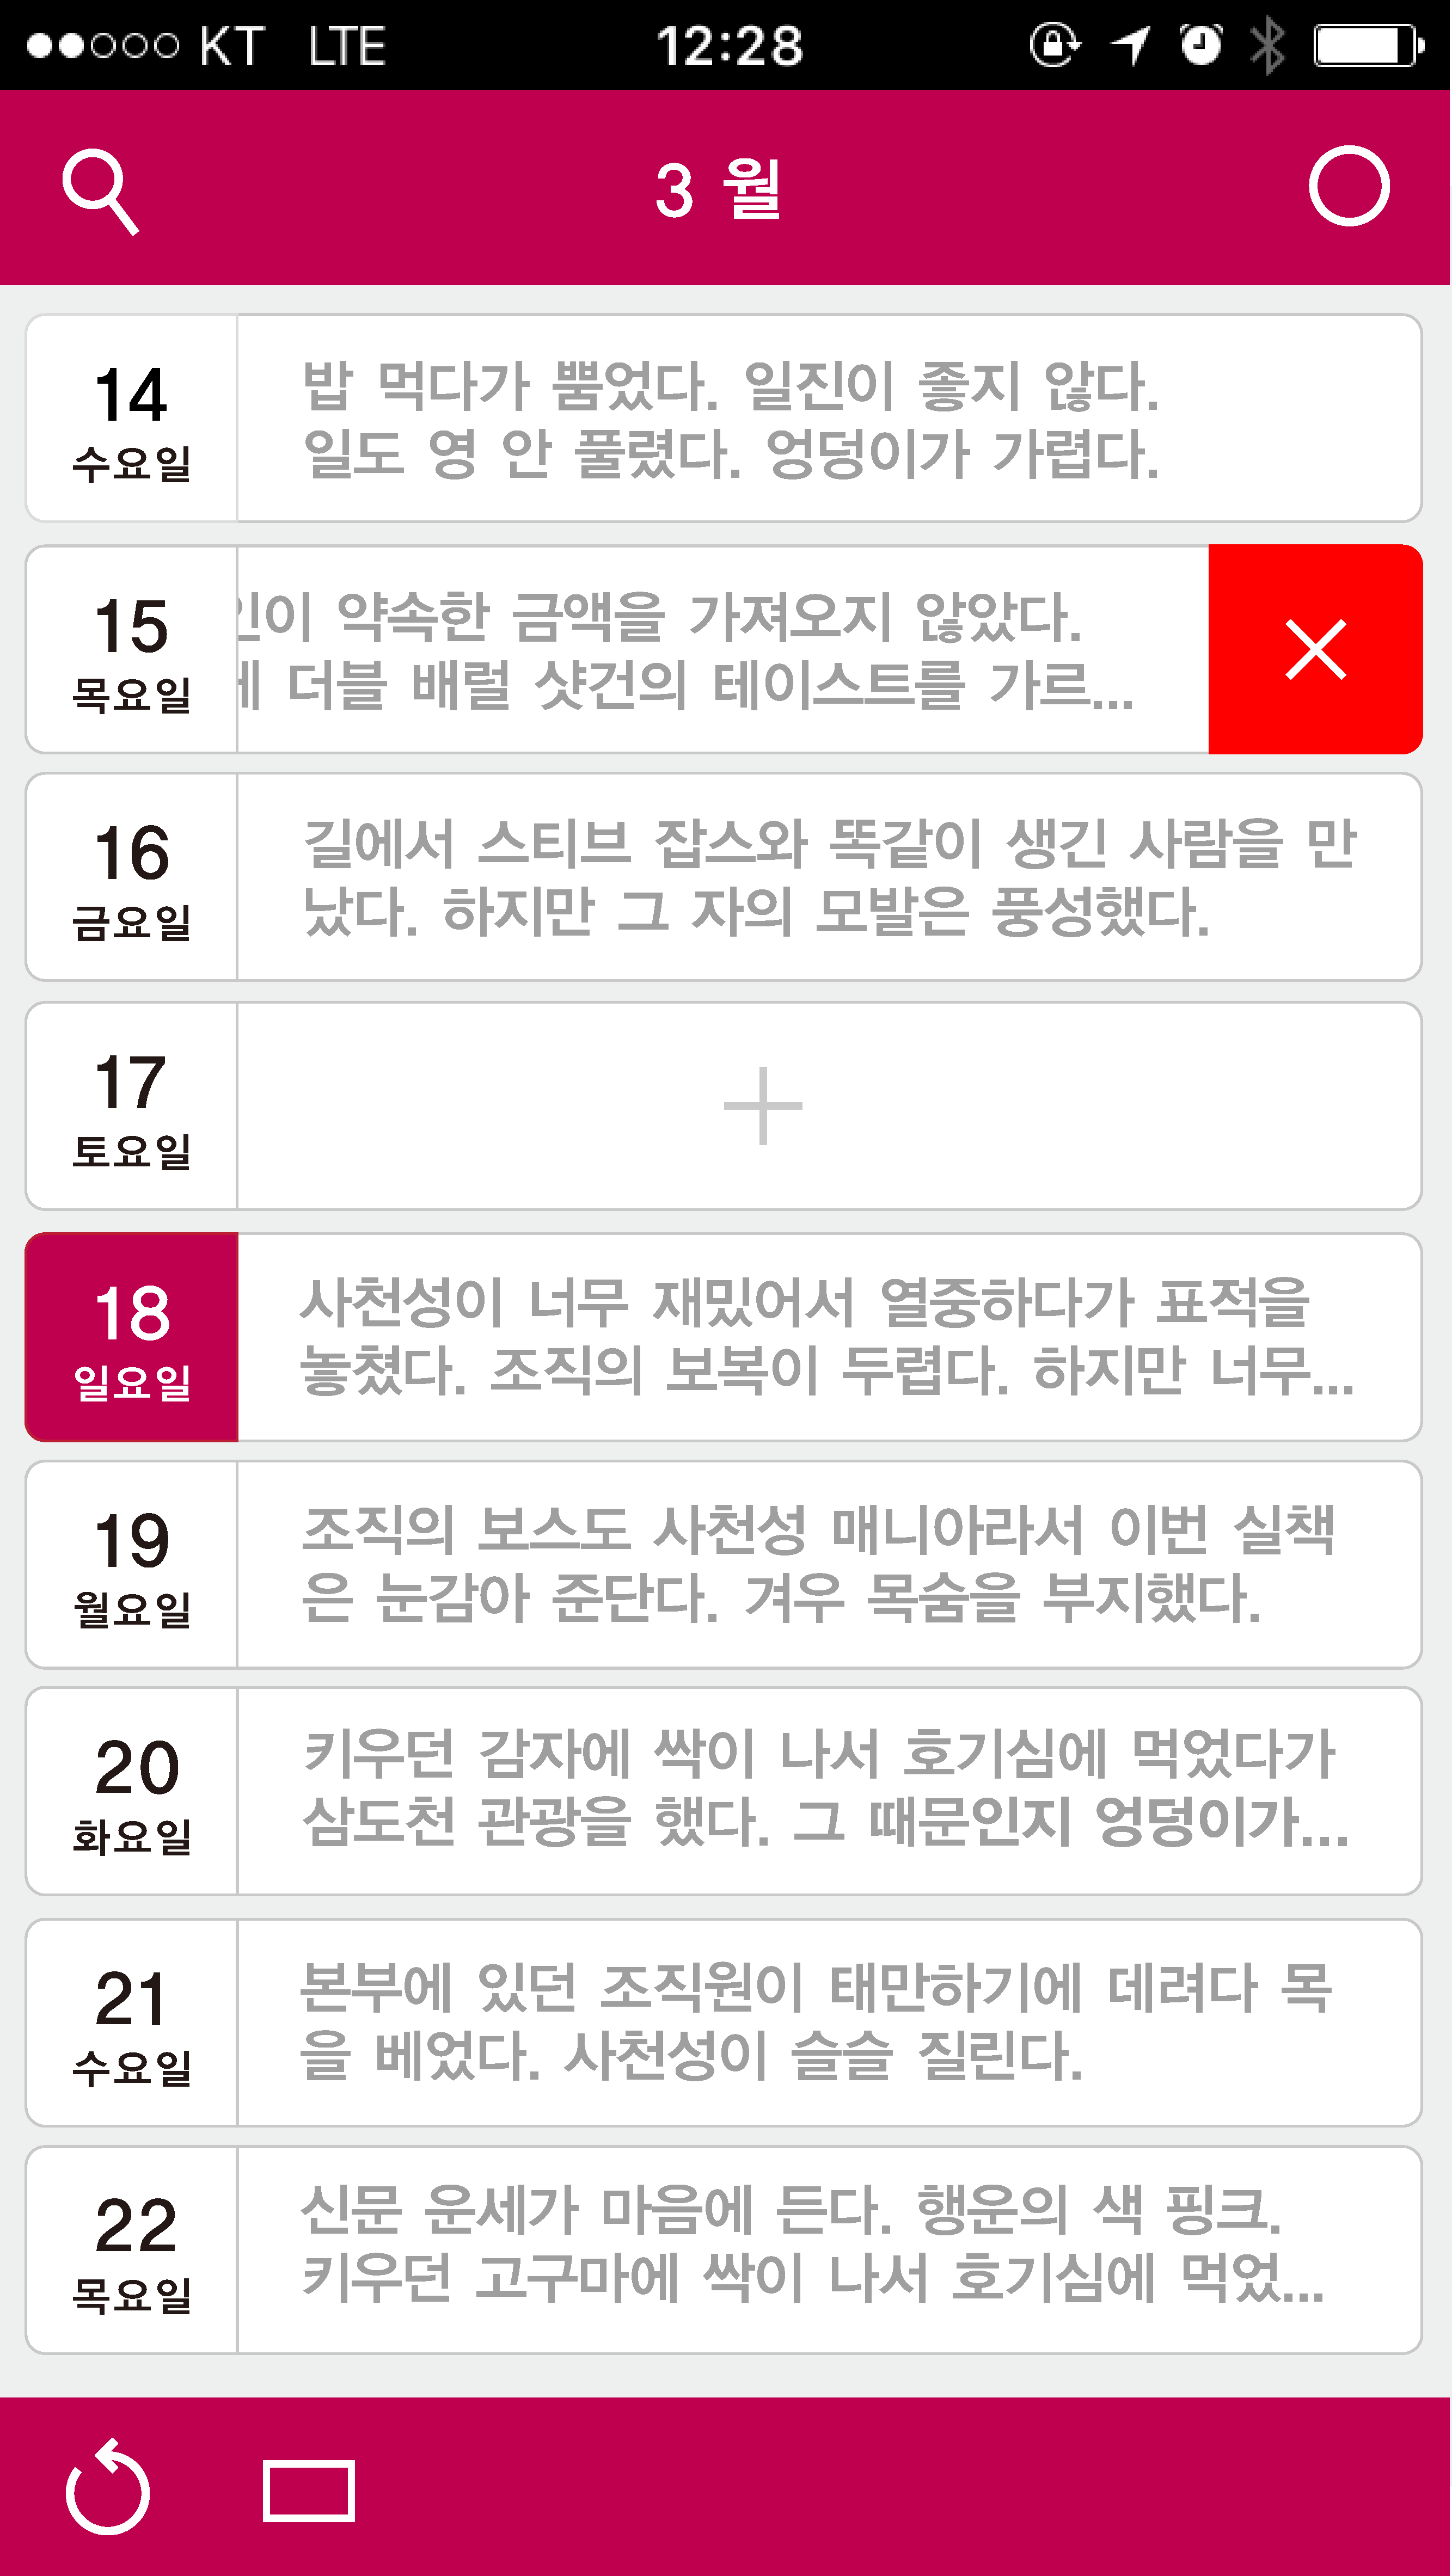 KT LTE 12:28
3 월
14
수요일
밥 먹다가 뿜었다. 일진이 좋지 않다.
일도 영 안 풀렸다. 엉덩이가 가렵다.
15
목요일
약속한 금액을 가져오지 않았다.
더블 배럴 샷건의 테이스트를 가르...
16
금요일
길에서 스티브 잡스와 똑같이 생긴 사람을 만
났다. 하지만 그 자의 모발은 풍성했다.
17
토요일
18
일요일
사천성이 너무 재밌어서 열중하다가 표적을
놓쳤다. 조직의 보복이 두렵다. 하지만 너무...
19
월요일
조직의 보스도 사천성 매니아라서 이번 실책
은 눈감아 준단다. 겨우 목숨을 부지했다.
20
화요일
키우던 감자에 싹이 나서 호기심에 먹었다가
삼도천 관광을 했다. 그 때문인지 엉덩이가...
21
수요일
본부에 있던 조직원이 태만하기에 데려다 목
을 베었다. 사천성이 슬슬 질린다.
22
목요일
신문 운세가 마음에 든다. 행운의 색 핑크.
키우던 고구마에 싹이 나서 호기심에 먹었...